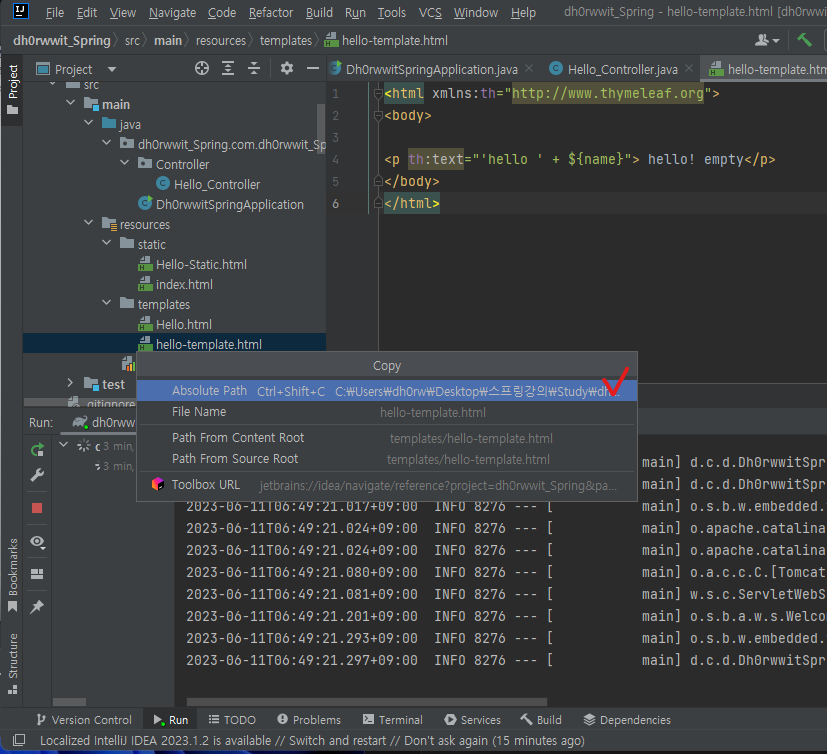 File Edit View Navigate Code Refactor Build Run Tools VCS Window Help dh0rwwit_Spring - hello-template.html [dh0rwwi
dh0rwwit_Spring src main resources templates hello-template.html
Project
Project
Dh0rwwitSpringApplication.java Hello_Controller.java hello-template.htm
src
main
java
dh0rwwit_Spring.com.dh0rwwit_Sp
Controller
Hello_Controller
Dh0rwwitSpringApplication
resources
static
Hello-Static.html
index.html
templates
Hello.html
hello-template.html
test
.gitignore
1 <html xmlns:th="http://www.thymeleaf.org">
2 <body>
3
4 <p th:text="'hello ' + ${name}"> hello! empty</p>
5 </body>
6 </html>
Copy
Absolute Path Ctrl+Shift+C C:₩Users₩dh0rw₩Desktop₩스프링강의₩Study₩dh...
File Name hello-template.html
Path From Content Root templates/hello-template.html
Path From Source Root templates/hello-template.html
Toolbox URL jetbrains://idea/navigate/reference?project=dh0rwwit_Spring&pa...
Run: dh0rww
3 min,
3 min,
main] d.c.d.Dh0rwwitSpr
main] d.c.d.Dh0rwwitSpr
2023-06-11T06:49:21.017+09:00 INFO 8276 --- [ main] o.s.b.w.embedded.
2023-06-11T06:49:21.024+09:00 INFO 8276 --- [ main] o.apache.catalina
2023-06-11T06:49:21.024+09:00 INFO 8276 --- [ main] o.apache.catalina
2023-06-11T06:49:21.080+09:00 INFO 8276 --- [ main] o.a.c.c.C.[Tomcat
2023-06-11T06:49:21.081+09:00 INFO 8276 --- [ main] w.s.c.ServletWebS
2023-06-11T06:49:21.201+09:00 INFO 8276 --- [ main] o.s.b.a.w.s.Welco
2023-06-11T06:49:21.293+09:00 INFO 8276 --- [ main] o.s.b.w.embedded.
2023-06-11T06:49:21.297+09:00 INFO 8276 --- [ main] d.c.d.Dh0rwwitSpr
Bookmarks
Structure
Version Control Run TODO Problems Terminal Services Build Dependencies
Localized IntelliJ IDEA 2023.1.2 is available // Switch and restart // Don't ask again (15 minutes ago)